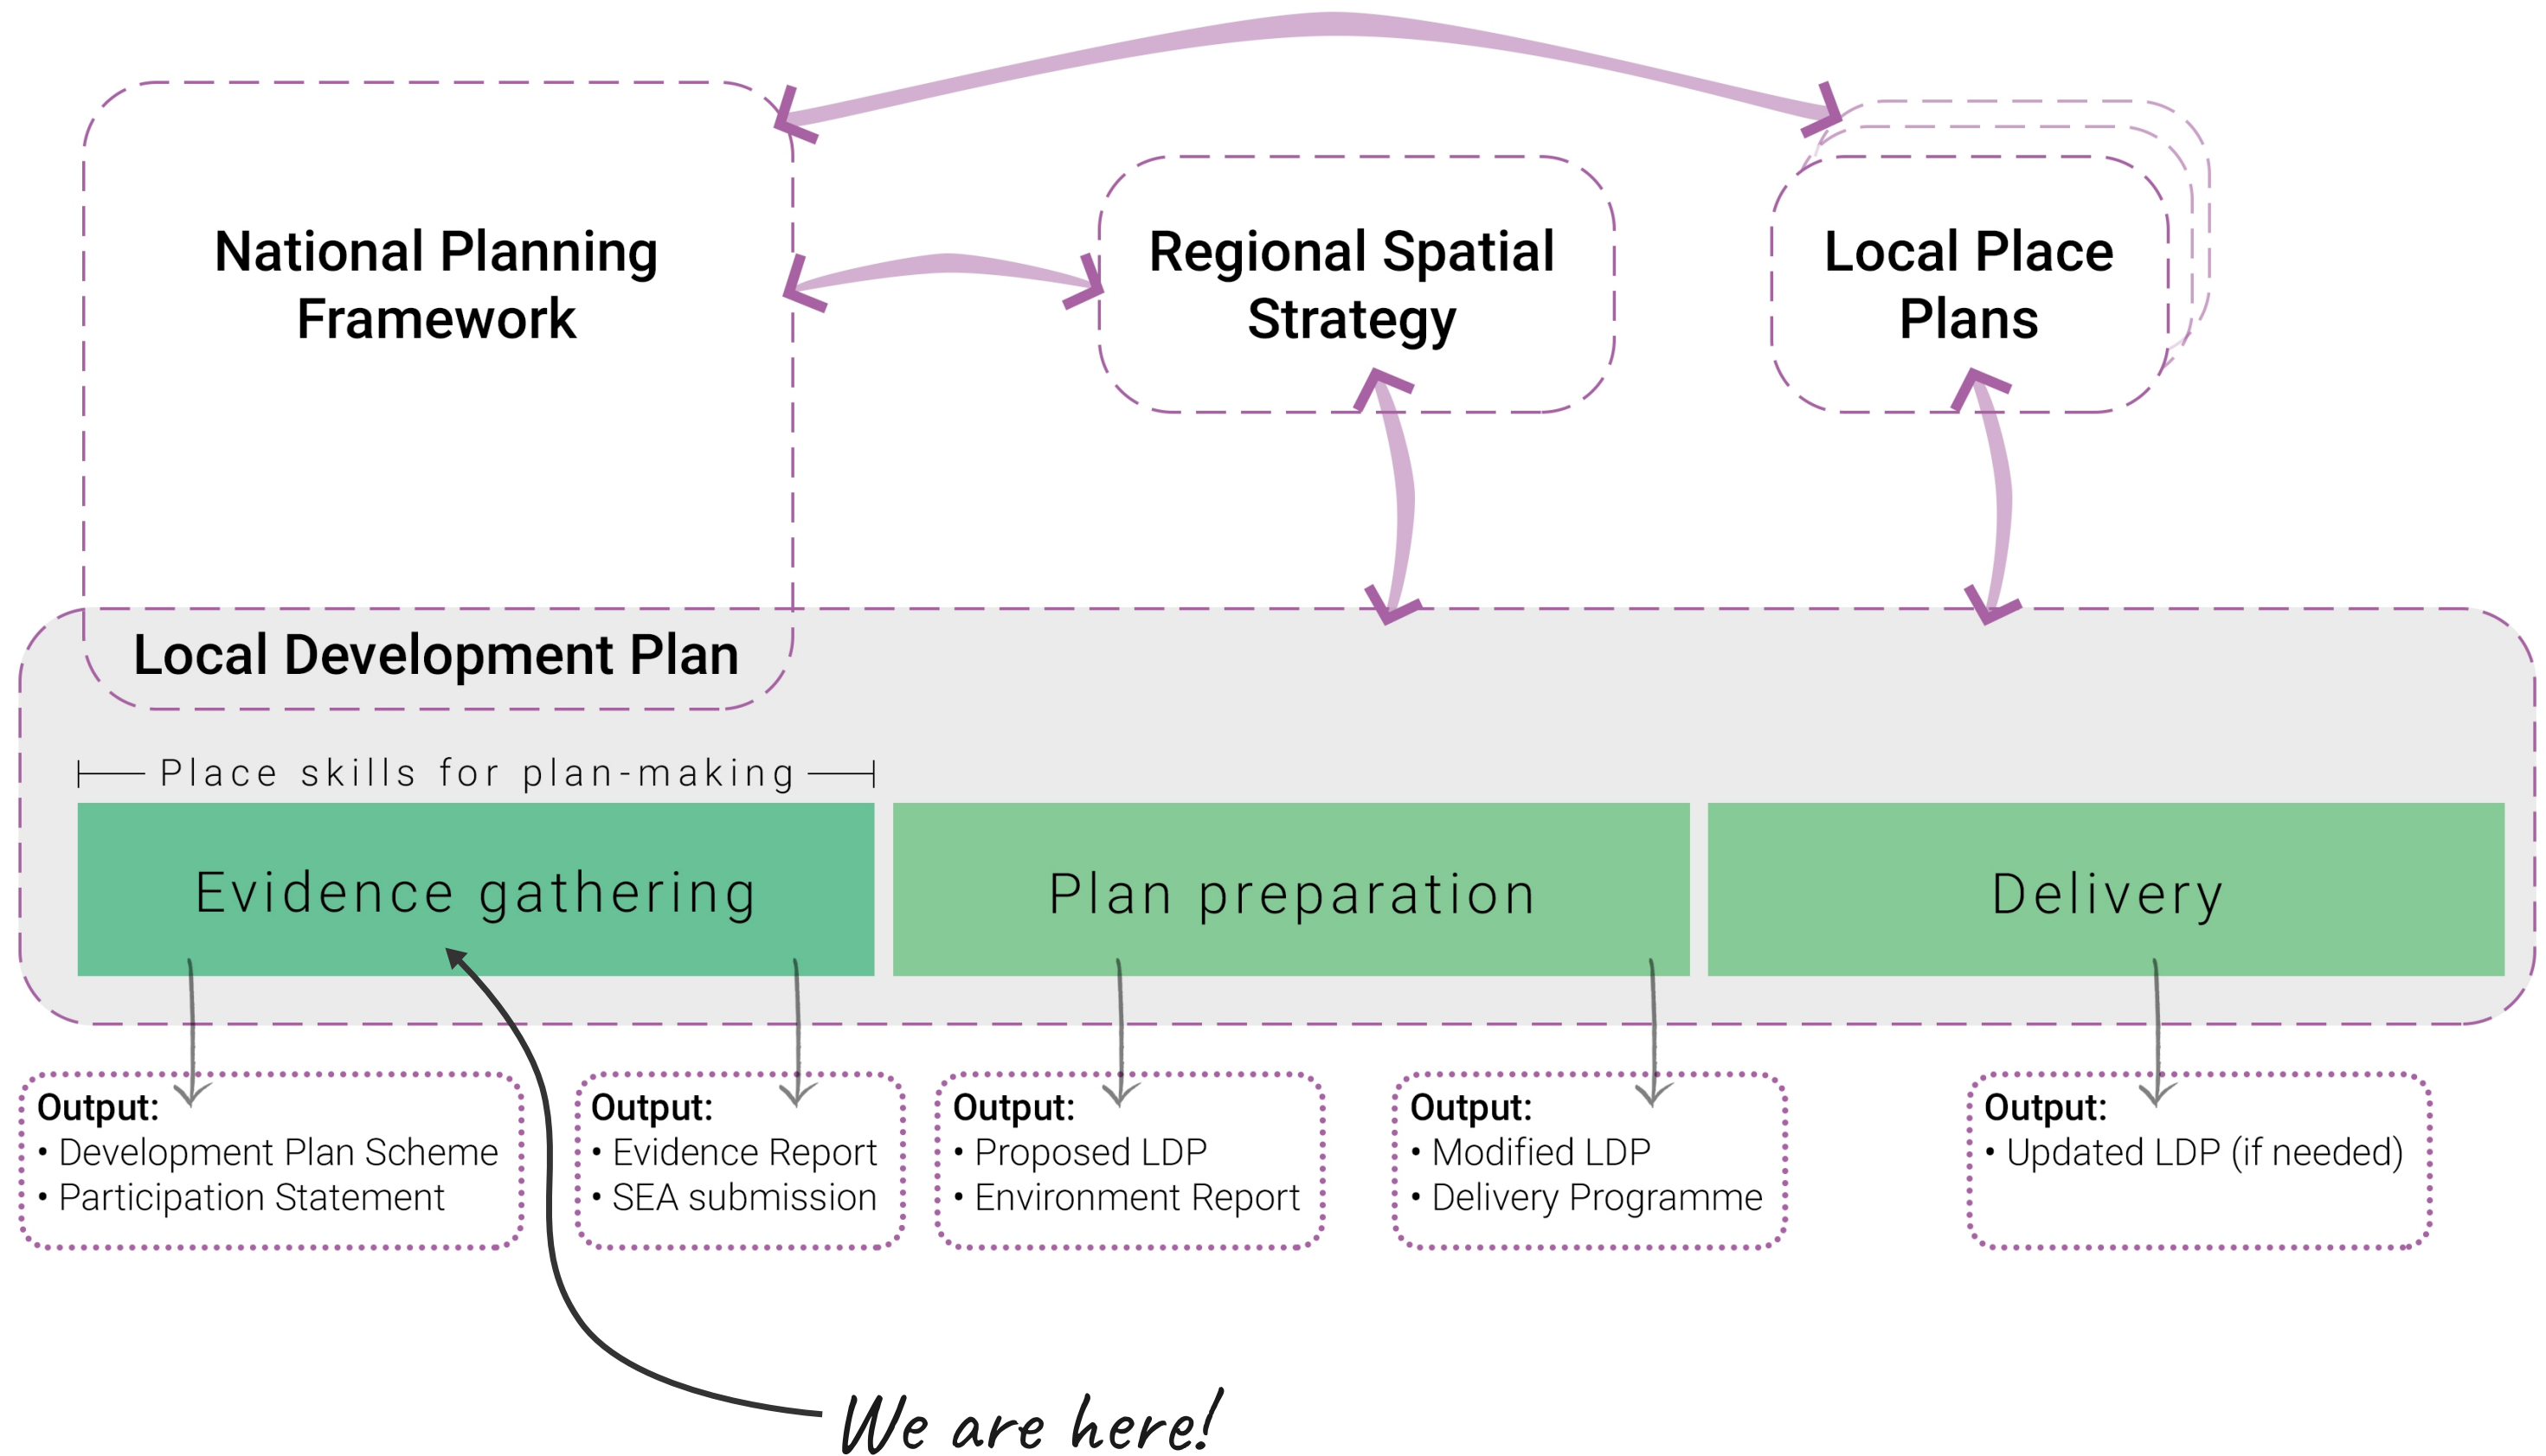 National Planning
Framework
Regional Spatial
Strategy
Local Place
Plans
Local Development Plan
Place skills for plan-making
Evidence gathering
Plan preparation
Delivery
Output:
• Development Plan Scheme
• Participation Statement
Output:
• Evidence Report
• SEA submission
Output:
• Proposed LDP
• Environment Report
Output:
• Modified LDP
• Delivery Programme
Output:
• Updated LDP (if needed)
We are here!